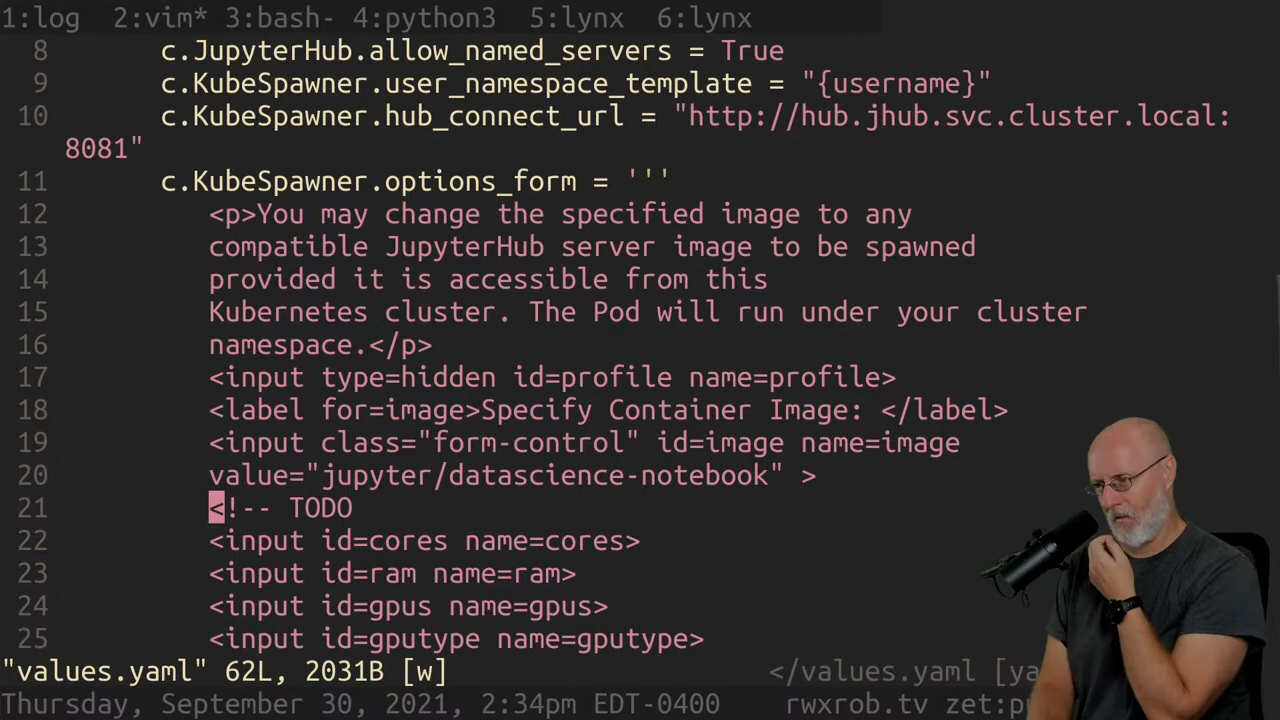 1:log 2:vim* 3:bash- 4:python3 5:lynx 6:lynx
8 c.JupyterHub.allow_named_servers = True
9 c.KubeSpawner.user_namespace_template = "{username}"
10 c.KubeSpawner.hub_connect_url = "http://hub.jhub.svc.cluster.local:
8081"
11 c.KubeSpawner.options_form = '''
12 <p>You may change the specified image to any
13 compatible JupyterHub server image to be spawned
14 provided it is accessible from this
15 Kubernetes cluster. The Pod will run under your cluster
16 namespace.</p>
17 <input type=hidden id=profile name=profile>
18 <label for=image>Specify Container Image: </label>
19 <input class="form-control" id=image name=image
20 value="jupyter/datascience-notebook" >
21 <!-- TODO
22 <input id=cores name=cores>
23 <input id=ram name=ram>
24 <input id=gpus name=gpus>
25 <input id=gputype name=gputype>
"values.yaml" 62L, 2031B [w] </values.yaml [ya
Thursday, September 30, 2021, 2:34pm EDT-0400 rwxrob.tv zet:p